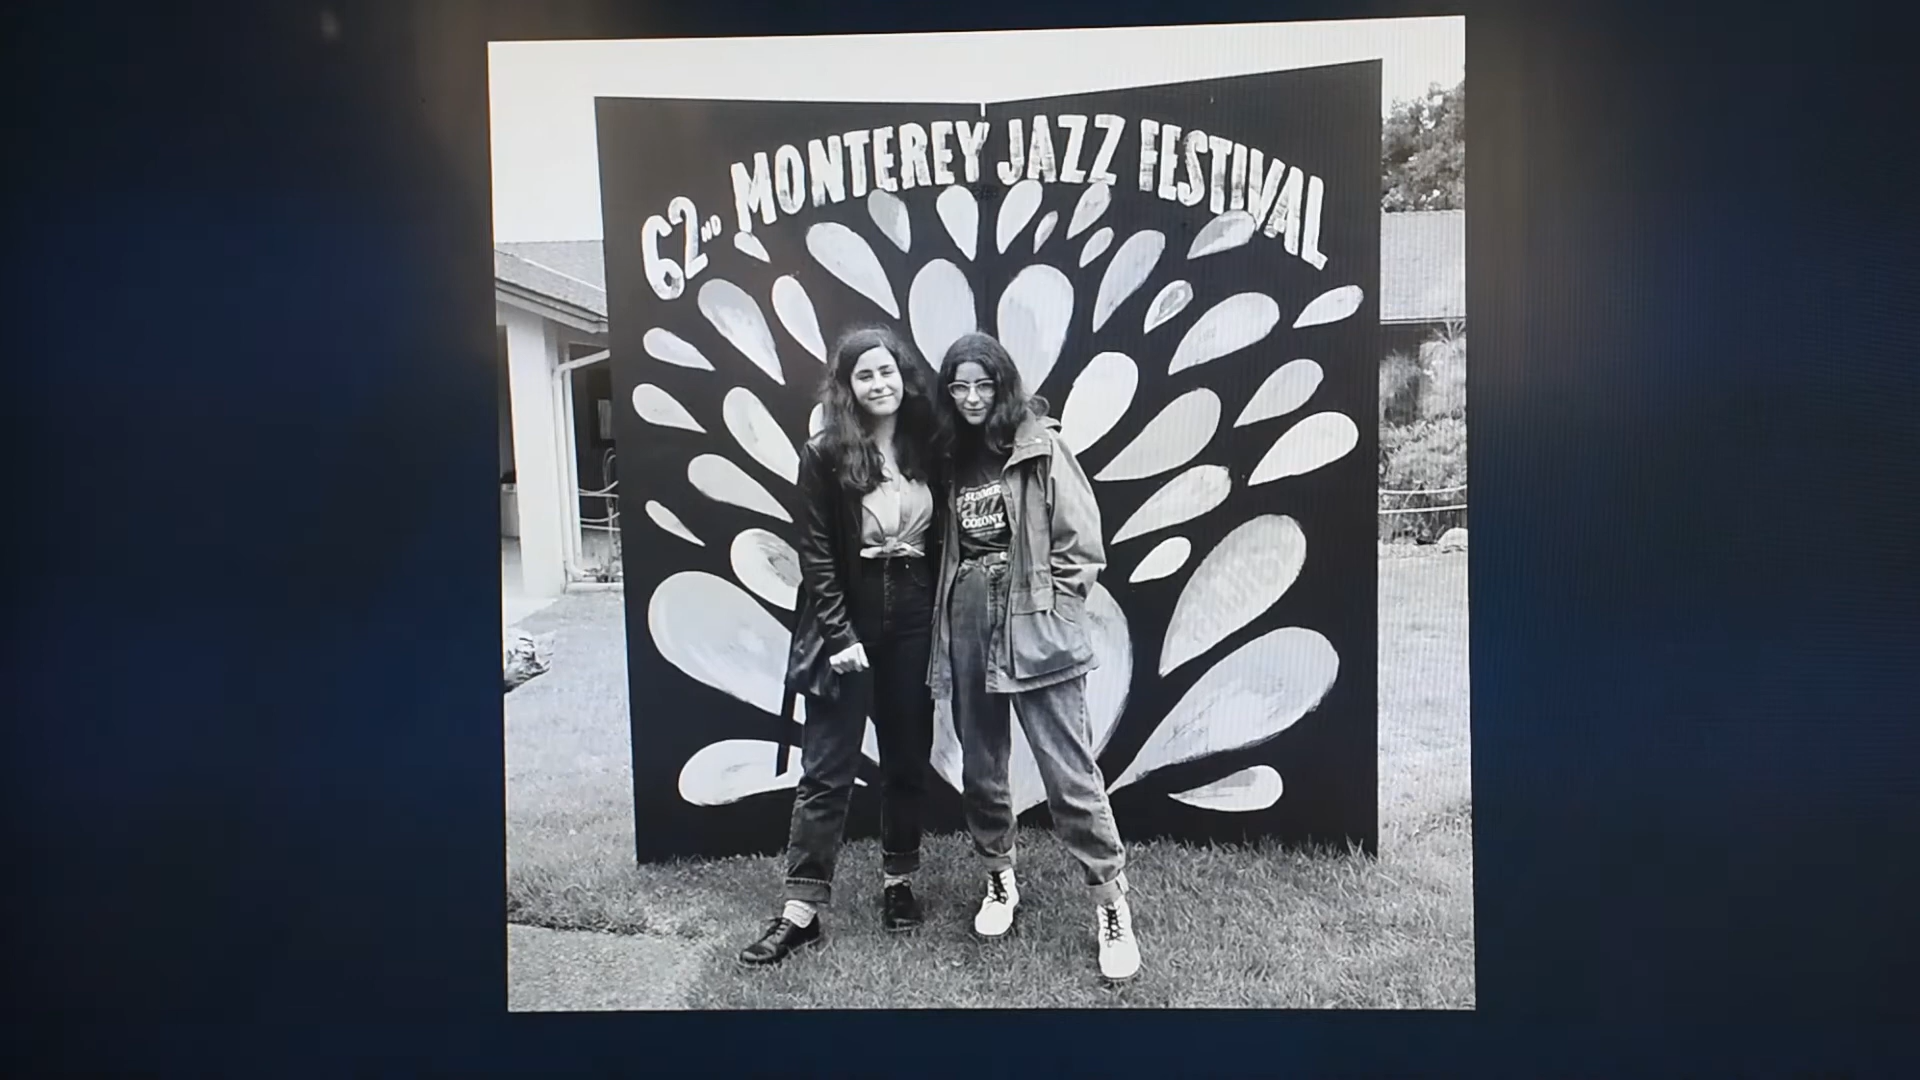 62ND MONTEREY JAZZ FESTIVAL
SUMMER
Jazz
COLONY